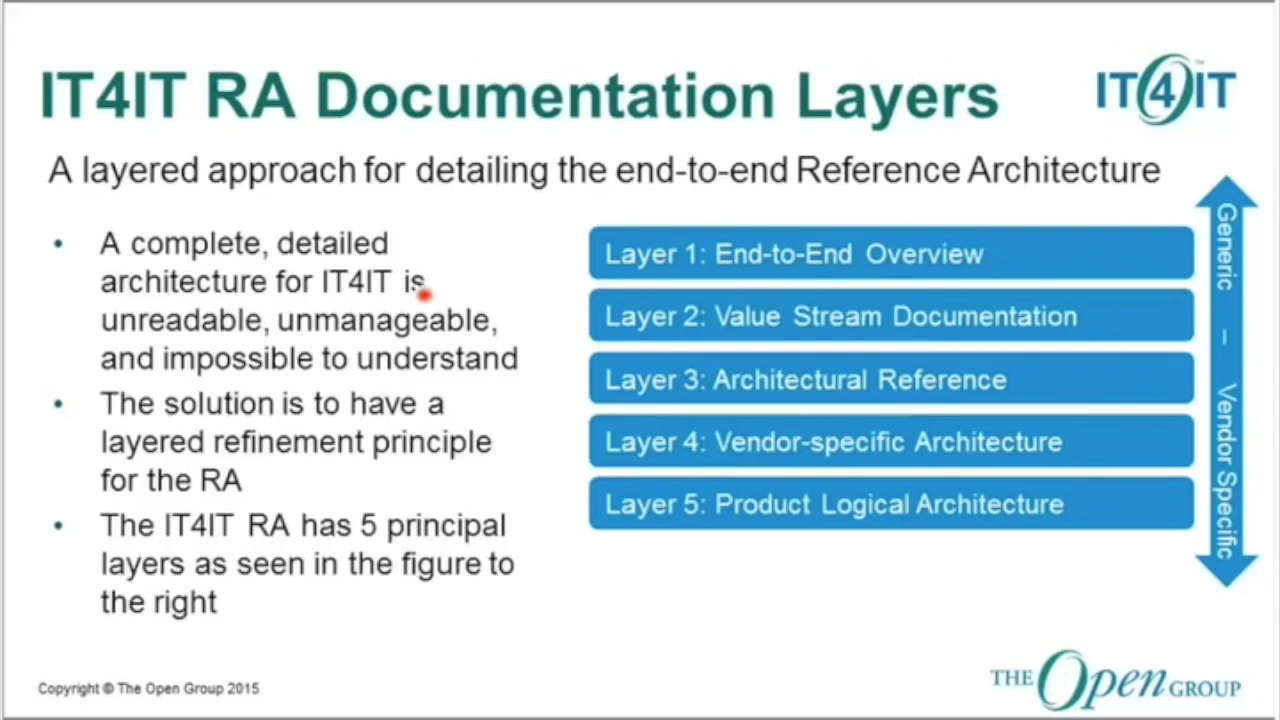 IT4IT RA Documentation Layers
IT4IT™
A layered approach for detailing the end-to-end Reference Architecture
• A complete, detailed
architecture for IT4IT is
unreadable, unmanageable,
and impossible to understand
• The solution is to have a
layered refinement principle
for the RA
• The IT4IT RA has 5 principal
layers as seen in the figure to
the right
Layer 1: End-to-End Overview
Layer 2: Value Stream Documentation
Layer 3: Architectural Reference
Layer 4: Vendor-specific Architecture
Layer 5: Product Logical Architecture
Generic – Vendor Specific
Copyright © The Open Group 2015
THE Open GROUP